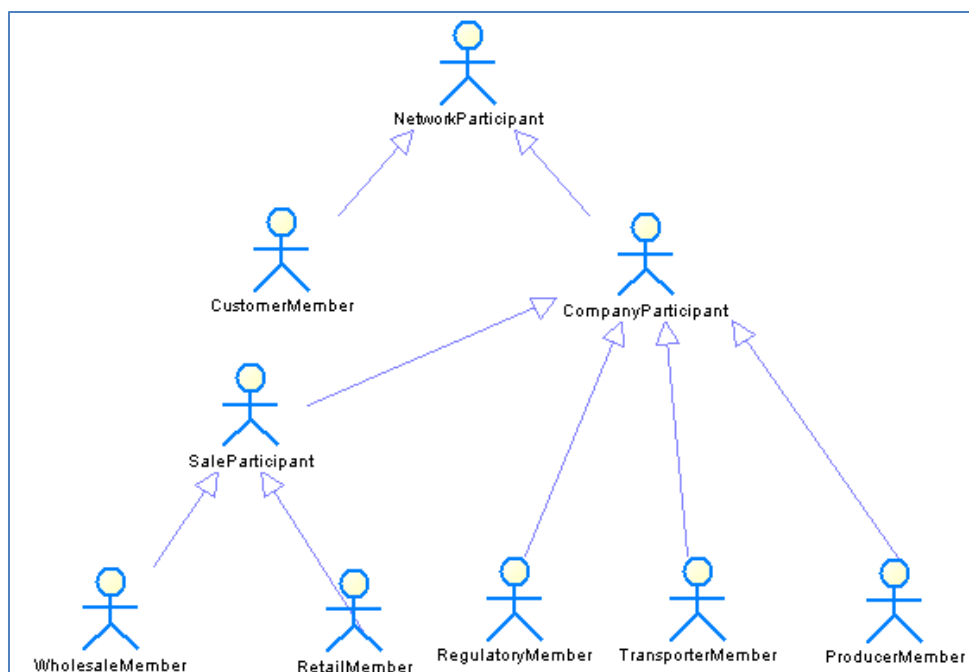 NetworkParticipant
CustomerMember
CompanyParticipant
SaleParticipant
WholesaleMember
RetailMember
RegulatoryMember
TransporterMember
ProducerMember